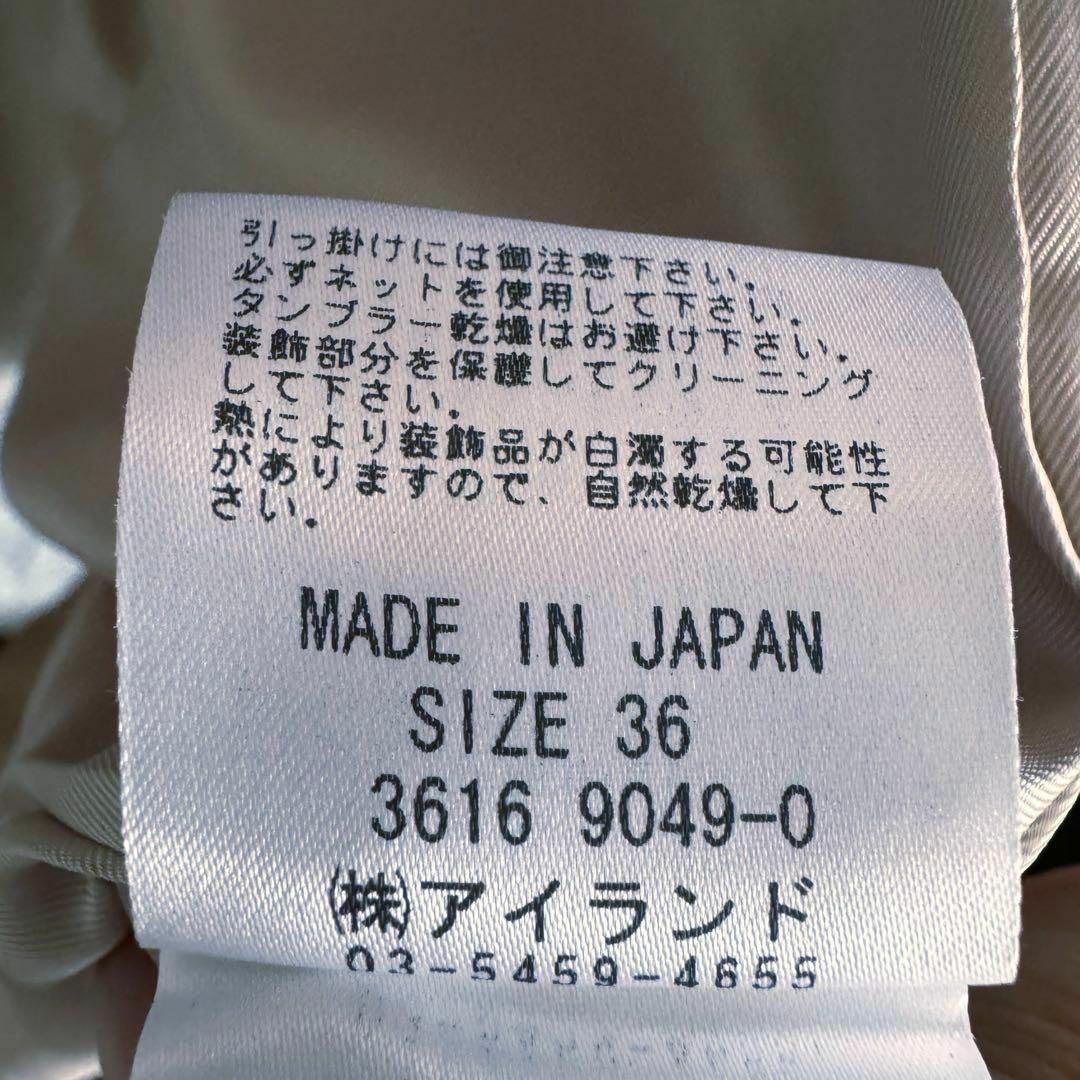 引っ掛けには御注意下さい.
必ずネットを使用して下さい.
タンブラー乾燥はお避け下さい.
装飾部分を保護してクリーニング
して下さい.
熱により装飾品が白濁する可能性
がありますので、自然乾燥して下
さい.
MADE IN JAPAN
SIZE 36
3616 9049-0
㈱アイランド
03-5459-4655